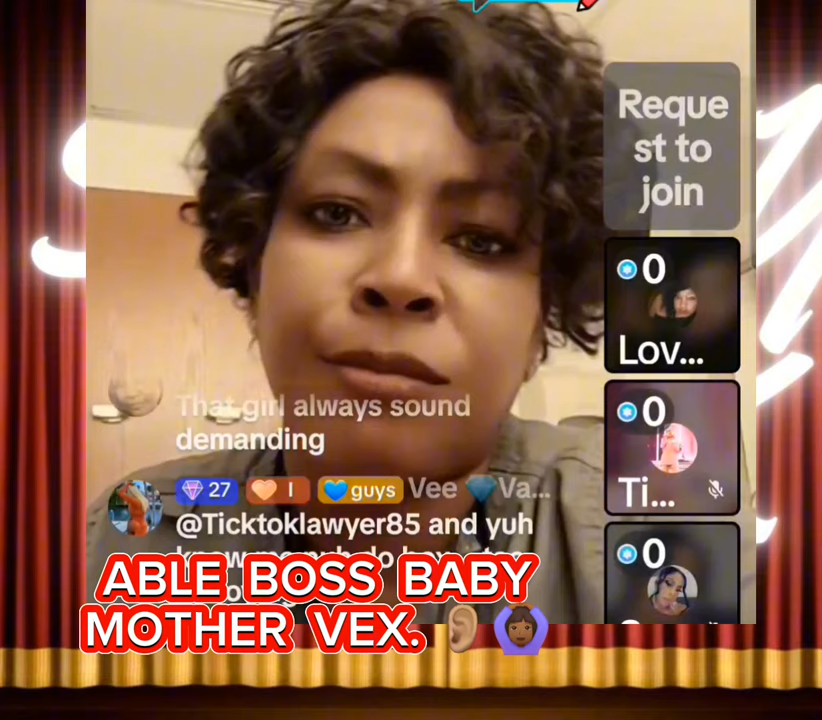 Reque
st to
join
0
Lov...
0
Ti...
0
That girl always sound
demanding
27 I guys Vee Va...
@Ticktoklawyer85 and yuh
ABLE BOSS BABY
MOTHER VEX.